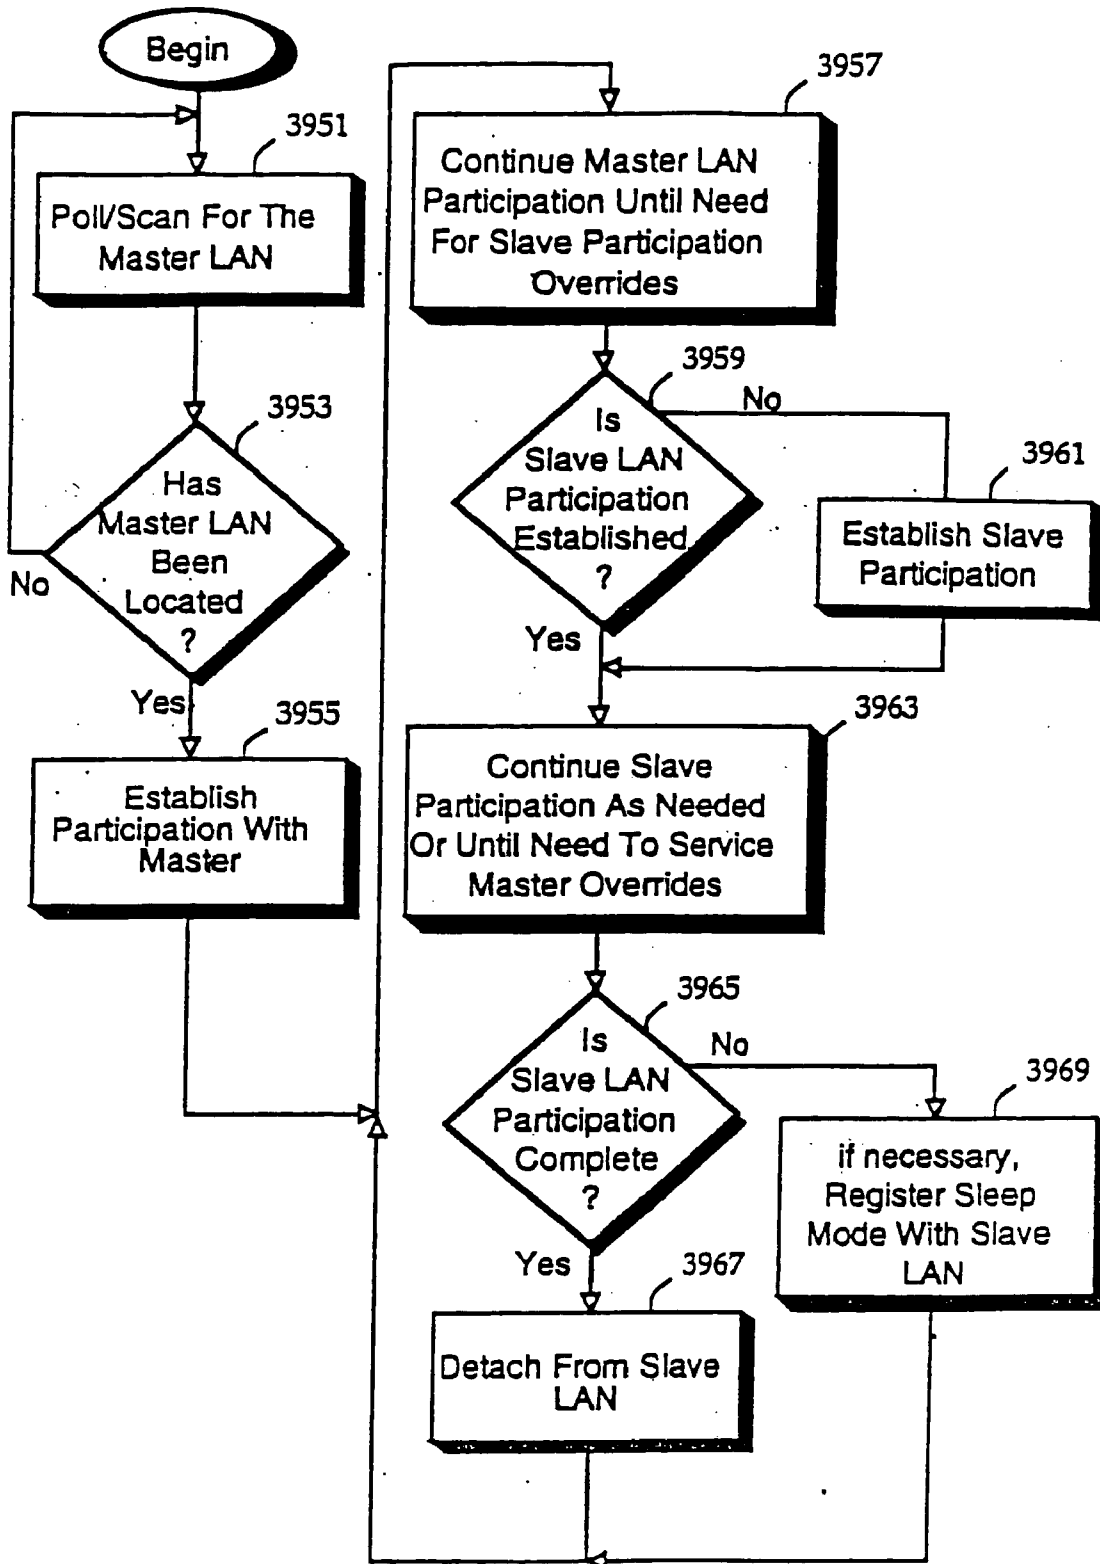 Begin
3951
Poll/Scan For The
Master LAN
3953
Has
Master LAN
Been
Located
?
No
Yes
3955
Establish
Participation With
Master
3957
Continue Master LAN
Participation Until Need
For Slave Participation
Overrides
3959
Is
Slave LAN
Participation
Established
?
No
Yes
3961
Establish Slave
Participation
3963
Continue Slave
Participation As Needed
Or Until Need To Service
Master Overrides
3965
Is
Slave LAN
Participation
Complete
?
No
Yes
3969
if necessary,
Register Sleep
Mode With Slave
LAN
3967
Detach From Slave
LAN